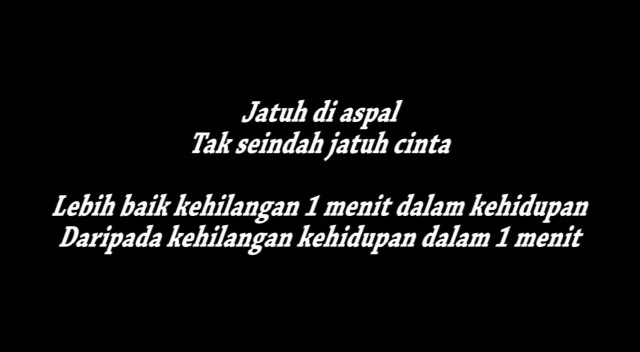 Jatuh di aspal
Tak seindah jatuh cinta
Lebih baik kehilangan 1 menit dalam kehidupan
Daripada kehilangan kehidupan dalam 1 menit